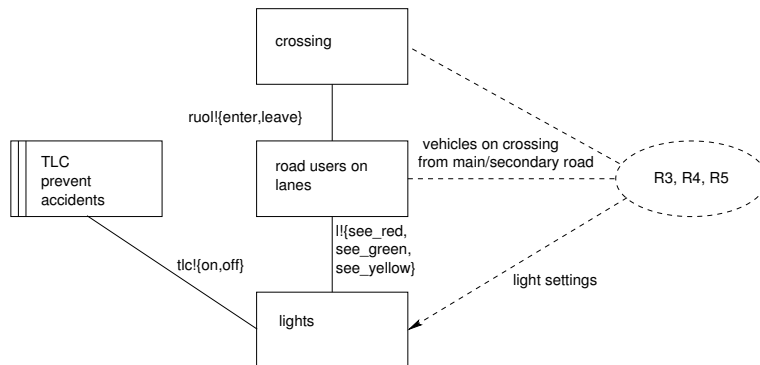 crossing
ruol!{enter,leave}
TLC
prevent
accidents
road users on
lanes
vehicles on crossing
from main/secondary road
R3, R4, R5
l!{see_red,
see_green,
see_yellow}
tlc!{on,off}
light settings
lights